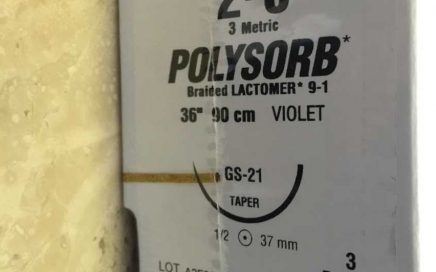 3 Metric
POLYSORB*
Braided LACTOMER* 9-1
36" 90 cm VIOLET
GS-21
TAPER
1/2 37 mm
3
LOT